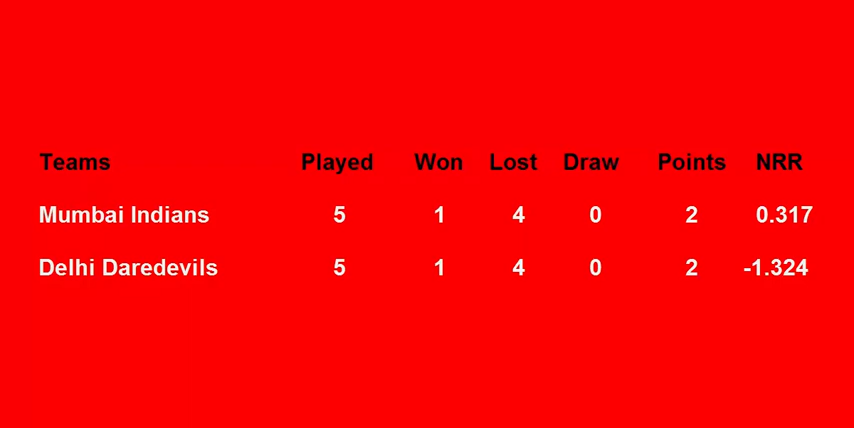 Teams Played Won Lost Draw Points NRR
Mumbai Indians 5 1 4 0 2 0.317
Delhi Daredevils 5 1 4 0 2 -1.324